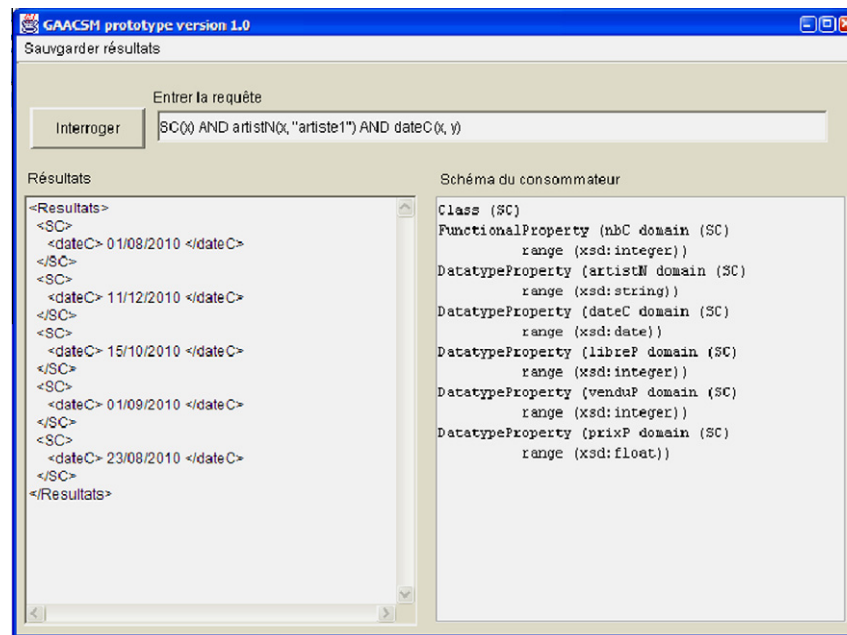 GAACSM prototype version 1.0
Sauvgarder résultats
Entrer la requête
Interroger
SC(x) AND artistN(x, "artiste1") AND dateC(x, y)
Résultats
<Resultats>
<SC>
<dateC> 01/08/2010 </dateC>
</SC>
<SC>
<dateC> 11/12/2010 </dateC>
</SC>
<SC>
<dateC> 15/10/2010 </dateC>
</SC>
<SC>
<dateC> 01/09/2010 </dateC>
</SC>
<SC>
<dateC> 23/08/2010 </dateC>
</SC>
</Resultats>
Schéma du consommateur
Class (SC)
FunctionalProperty (nbC domain (SC)
range (xsd:integer))
DatatypeProperty (artistN domain (SC)
range (xsd:string))
DatatypeProperty (dateC domain (SC)
range (xsd:date))
DatatypeProperty (libreP domain (SC)
range (xsd:integer))
DatatypeProperty (venduP domain (SC)
range (xsd:integer))
DatatypeProperty (prixP domain (SC)
range (xsd:float))